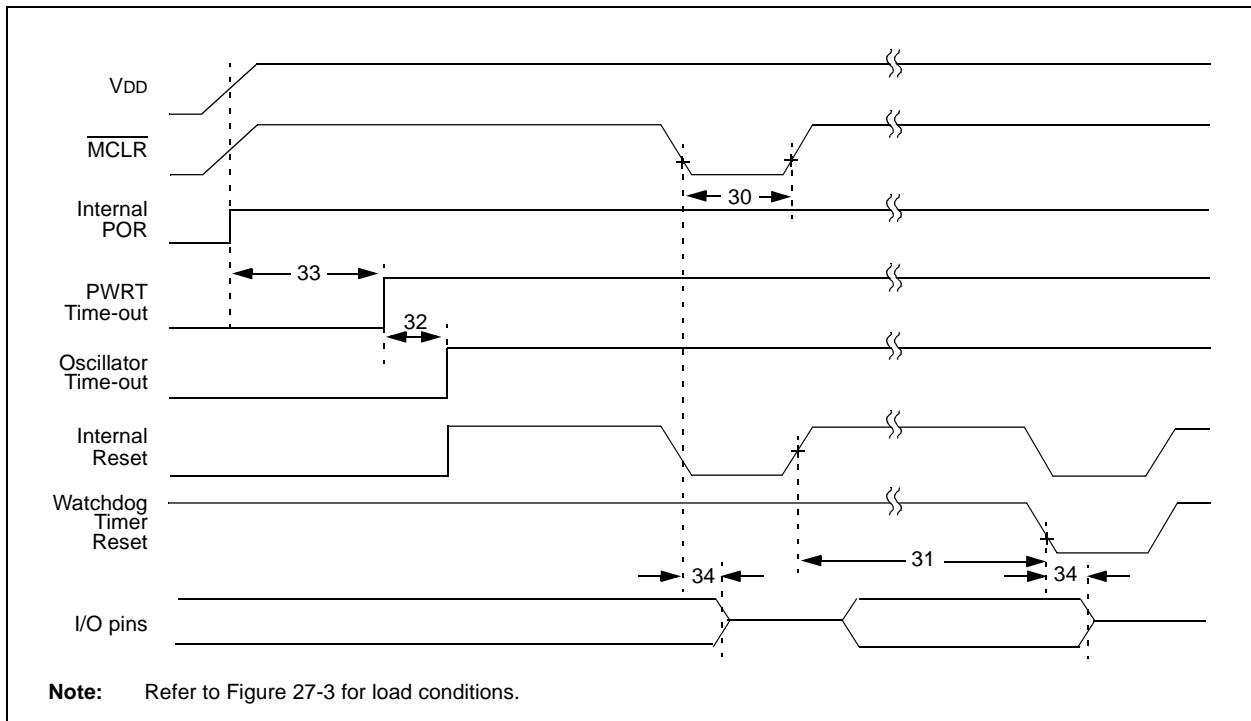 VDD
MCLR
30
Internal
POR
33
PWRT
Time-out
32
Oscillator
Time-out
Internal
Reset
Watchdog
Timer
Reset
31
34
34
I/O pins
Note: Refer to Figure 27-3 for load conditions.